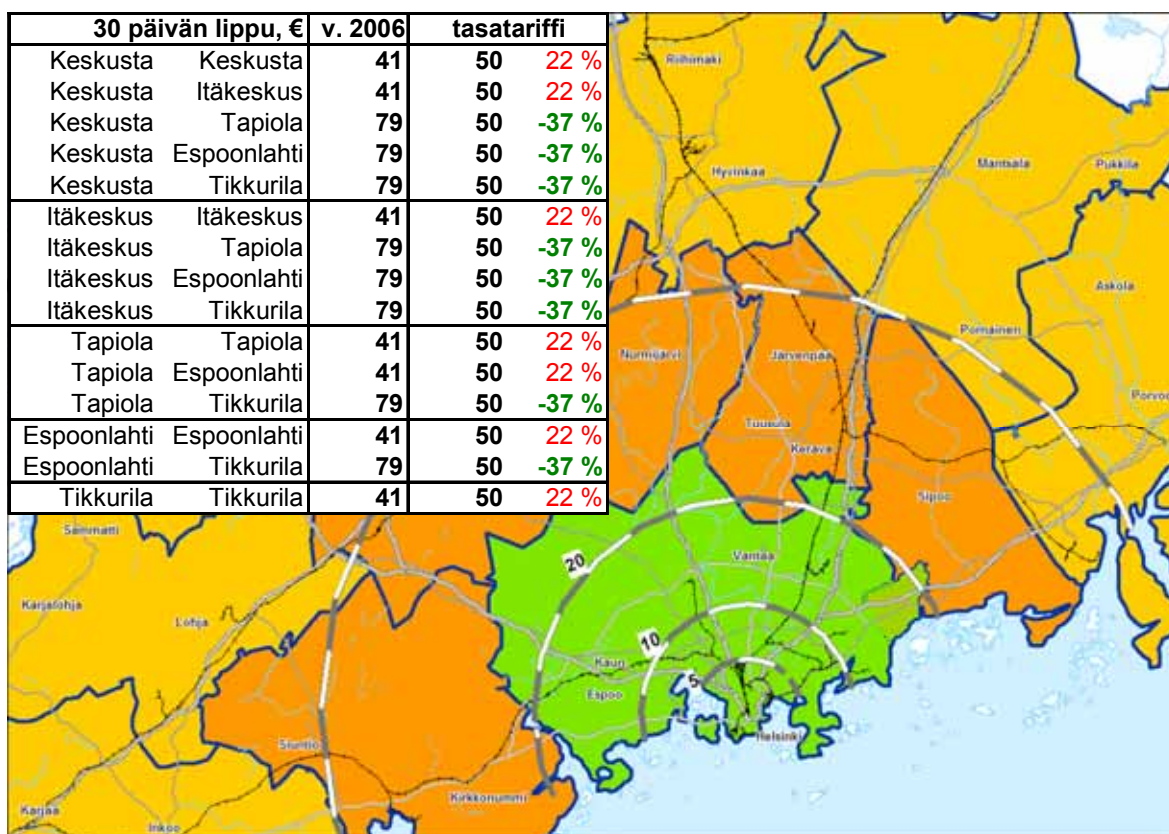 30 päivän lippu, € v. 2006 tasatariffi
Keskusta Keskusta 41 50 22 %
Keskusta Itäkeskus 41 50 22 %
Keskusta Tapiola 79 50 -37 %
Keskusta Espoonlahti 79 50 -37 %
Keskusta Tikkurila 79 50 -37 %
Itäkeskus Itäkeskus 41 50 22 %
Itäkeskus Tapiola 79 50 -37 %
Itäkeskus Espoonlahti 79 50 -37 %
Itäkeskus Tikkurila 79 50 -37 %
Tapiola Tapiola 41 50 22 %
Tapiola Espoonlahti 41 50 22 %
Tapiola Tikkurila 79 50 -37 %
Espoonlahti Espoonlahti 41 50 22 %
Espoonlahti Tikkurila 79 50 -37 %
Tikkurila Tikkurila 41 50 22 %
Riihimäki
Hyvinkää
Mäntsälä
Pukkila
Askola
Pornainen
Nurmijärvi
Järvenpää
Porvoo
Tuusula
Kerava
Sipoo
Sammatti
Vantaa
20
Karjalohja
Lohja
10
Kaun
5
Espoo
Helsinki
Siuntio
Kirkkonummi
Karjaa
Inkoo